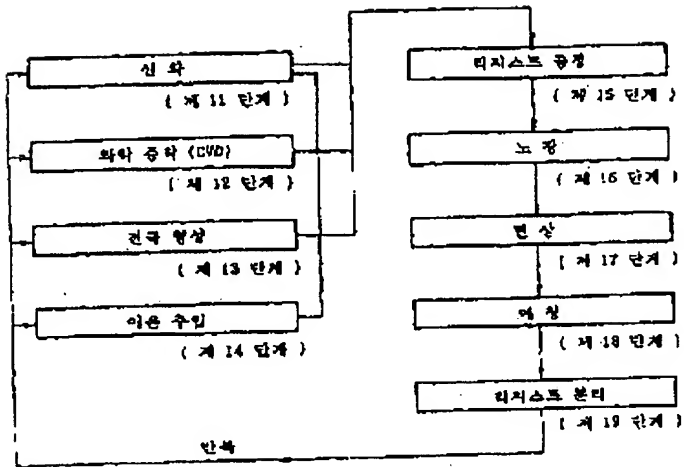 산 화
( 제 11 단계 )
화학 증착 (CVD)
( 제 12 단계 )
전극 형성
( 제 13 단계 )
이온 주입
( 제 14 단계 )
리지스트 공정
( 제 15 단계 )
노 광
( 제 16 단계 )
현 상
( 제 17 단계 )
에 칭
( 제 18 단계 )
리지스트 분리
( 제 19 단계 )
반복